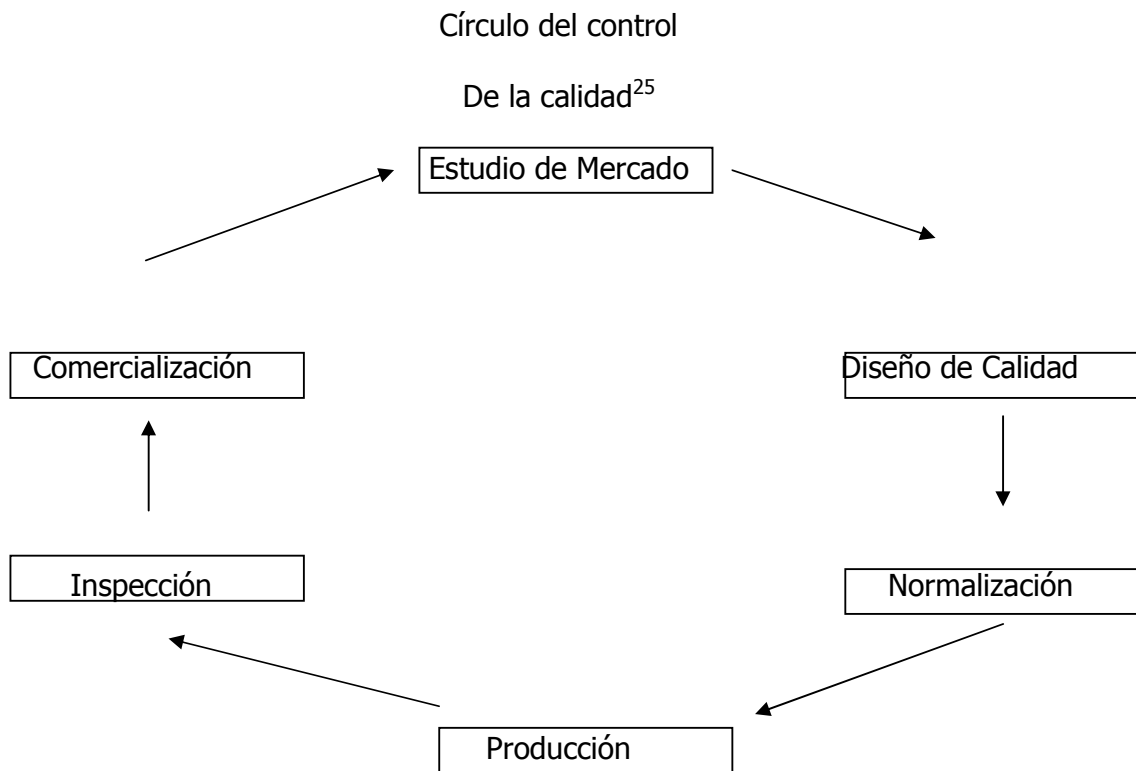 Círculo del control
De la calidad25
Estudio de Mercado
Comercialización
Diseño de Calidad
Inspección
Normalización
Producción